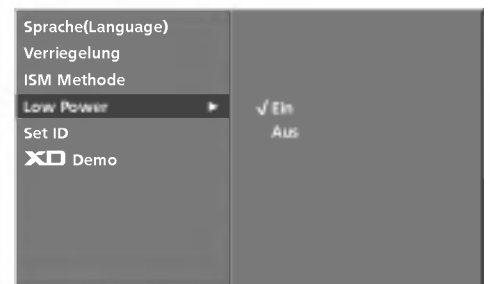 Sprache(Language)
Verriegelung
ISM Methode
Low Power ► √ Ein
Aus
Set ID
XD Demo